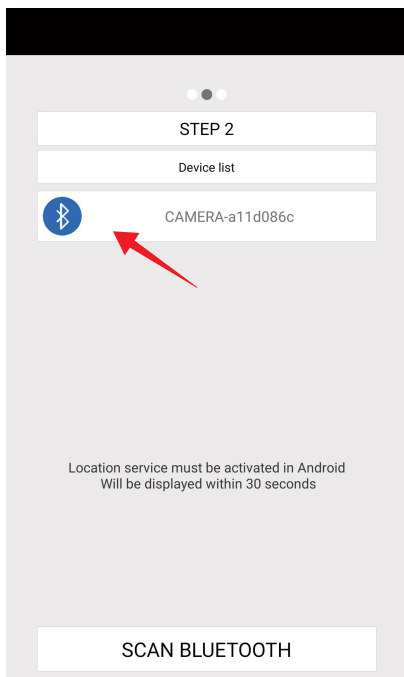 STEP 2
Device list
CAMERA-a11d086c
Location service must be activated in Android
Will be displayed within 30 seconds
SCAN BLUETOOTH